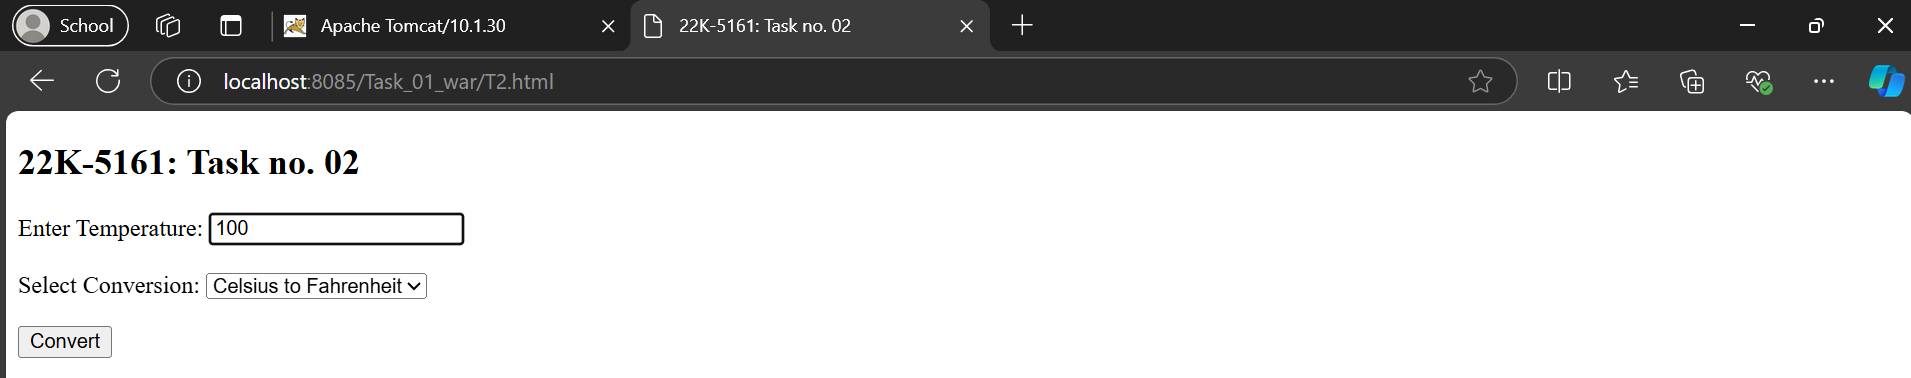 School
Apache Tomcat/10.1.30
22K-5161: Task no. 02
localhost:8085/Task_01_war/T2.html
22K-5161: Task no. 02
Enter Temperature: 100
Select Conversion: Celsius to Fahrenheit
Convert